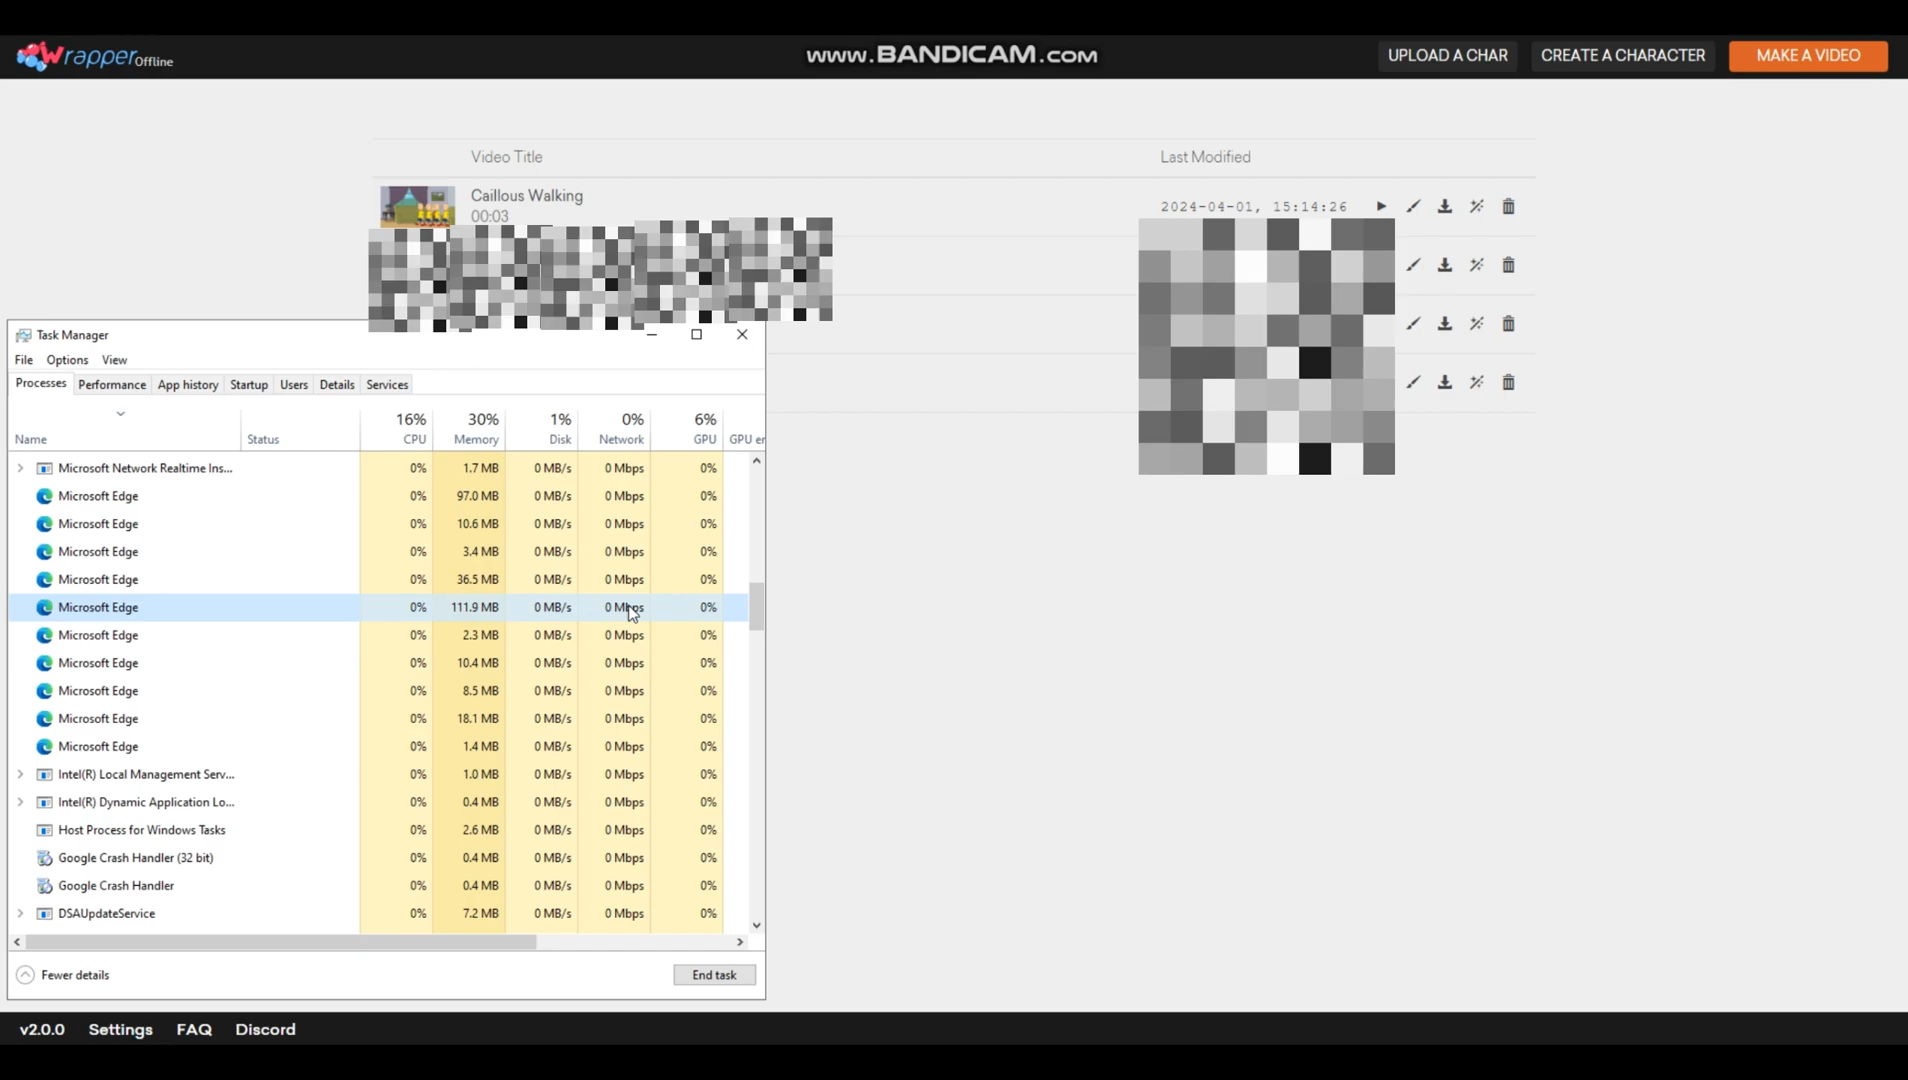 Wrapper Offline
www.BANDICAM.com
UPLOAD A CHAR
CREATE A CHARACTER
MAKE A VIDEO
Video Title
Last Modified
Caillous Walking
00:03
2024-04-01, 15:14:26
Task Manager
File Options View
Processes Performance App history Startup Users Details Services
16% 30% 1% 0% 6%
Name Status CPU Memory Disk Network GPU GPU er
Microsoft Network Realtime Ins... 0% 1.7 MB 0 MB/s 0 Mbps 0%
Microsoft Edge 0% 97.0 MB 0 MB/s 0 Mbps 0%
Microsoft Edge 0% 10.6 MB 0 MB/s 0 Mbps 0%
Microsoft Edge 0% 3.4 MB 0 MB/s 0 Mbps 0%
Microsoft Edge 0% 36.5 MB 0 MB/s 0 Mbps 0%
Microsoft Edge 0% 111.9 MB 0 MB/s 0 Mbps 0%
Microsoft Edge 0% 2.3 MB 0 MB/s 0 Mbps 0%
Microsoft Edge 0% 10.4 MB 0 MB/s 0 Mbps 0%
Microsoft Edge 0% 8.5 MB 0 MB/s 0 Mbps 0%
Microsoft Edge 0% 18.1 MB 0 MB/s 0 Mbps 0%
Microsoft Edge 0% 1.4 MB 0 MB/s 0 Mbps 0%
Intel(R) Local Management Serv... 0% 1.0 MB 0 MB/s 0 Mbps 0%
Intel(R) Dynamic Application Lo... 0% 0.4 MB 0 MB/s 0 Mbps 0%
Host Process for Windows Tasks 0% 2.6 MB 0 MB/s 0 Mbps 0%
Google Crash Handler (32 bit) 0% 0.4 MB 0 MB/s 0 Mbps 0%
Google Crash Handler 0% 0.4 MB 0 MB/s 0 Mbps 0%
DSAUpdateService 0% 7.2 MB 0 MB/s 0 Mbps 0%
Fewer details
End task
v2.0.0 Settings FAQ Discord